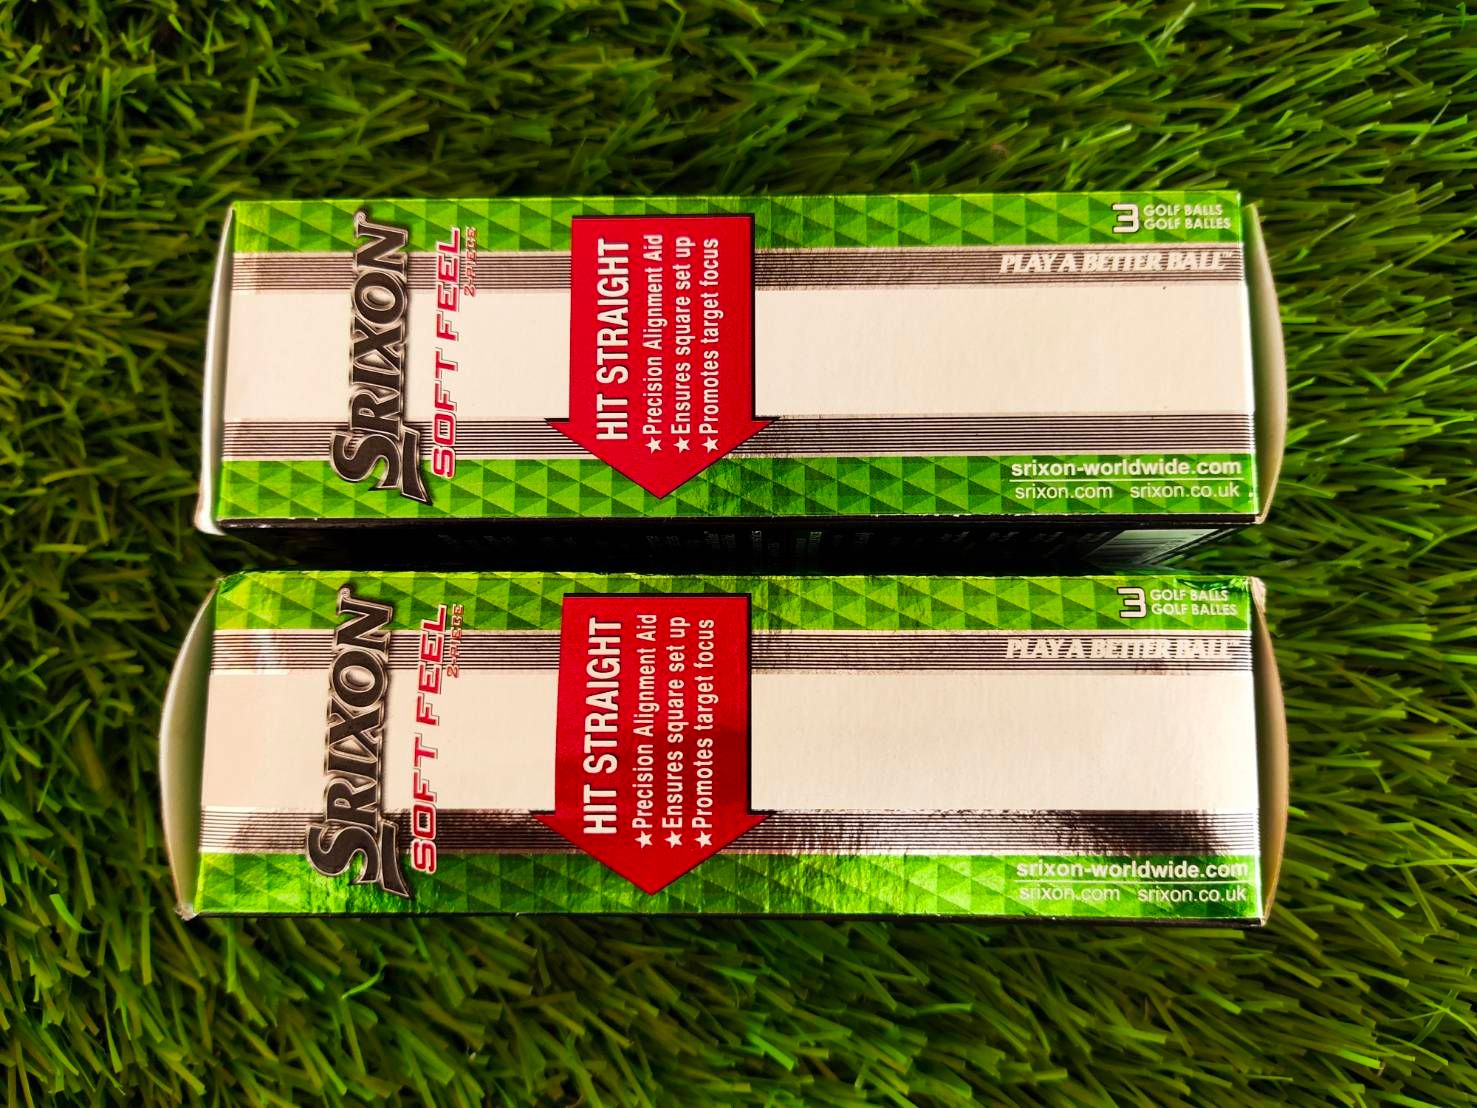 SRIXON®
SOFT FEEL
2-PIECE
HIT STRAIGHT
★Precision Alignment Aid
★Ensures square set up
★Promotes target focus
3 GOLF BALLS
GOLF BALLES
PLAY A BETTER BALL™
srixon-worldwide.com
srixon.com srixon.co.uk
SRIXON®
SOFT FEEL
2-PIECE
HIT STRAIGHT
★Precision Alignment Aid
★Ensures square set up
★Promotes target focus
3 GOLF BALLS
GOLF BALLES
PLAY A BETTER BALL™
srixon-worldwide.com
srixon.com srixon.co.uk